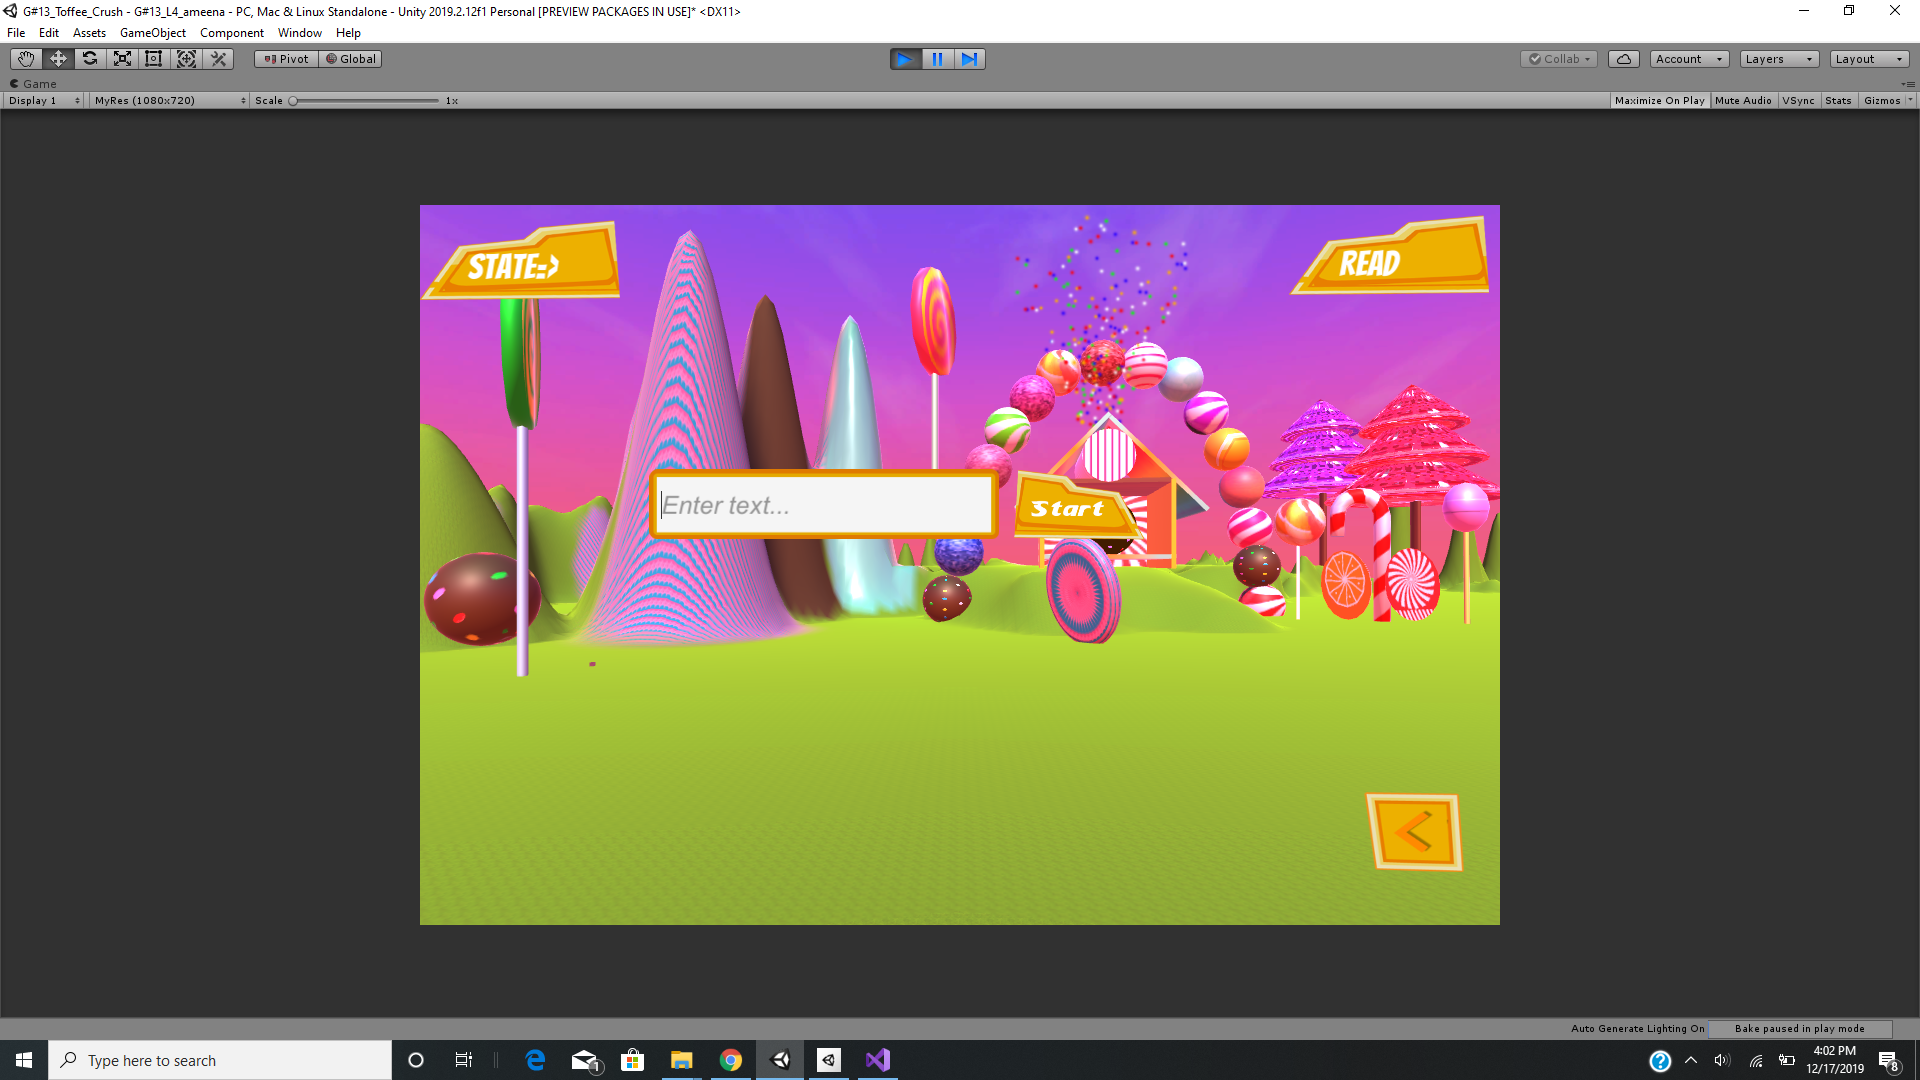 G#13_Toffee_Crush - G#13_L4_ameena - PC, Mac & Linux Standalone - Unity 2019.2.12f1 Personal [PREVIEW PACKAGES IN USE]* <DX11>
File Edit Assets GameObject Component Window Help
Pivot Global Collab Account Layers Layout
Game
Display 1 MyRes (1080x720) Scale 1x Maximize On Play Mute Audio VSync Stats Gizmos
STATE:>
READ
Enter text...
Start
<
Auto Generate Lighting On Bake paused in play mode
Type here to search
1
4:02 PM
12/17/2019
8